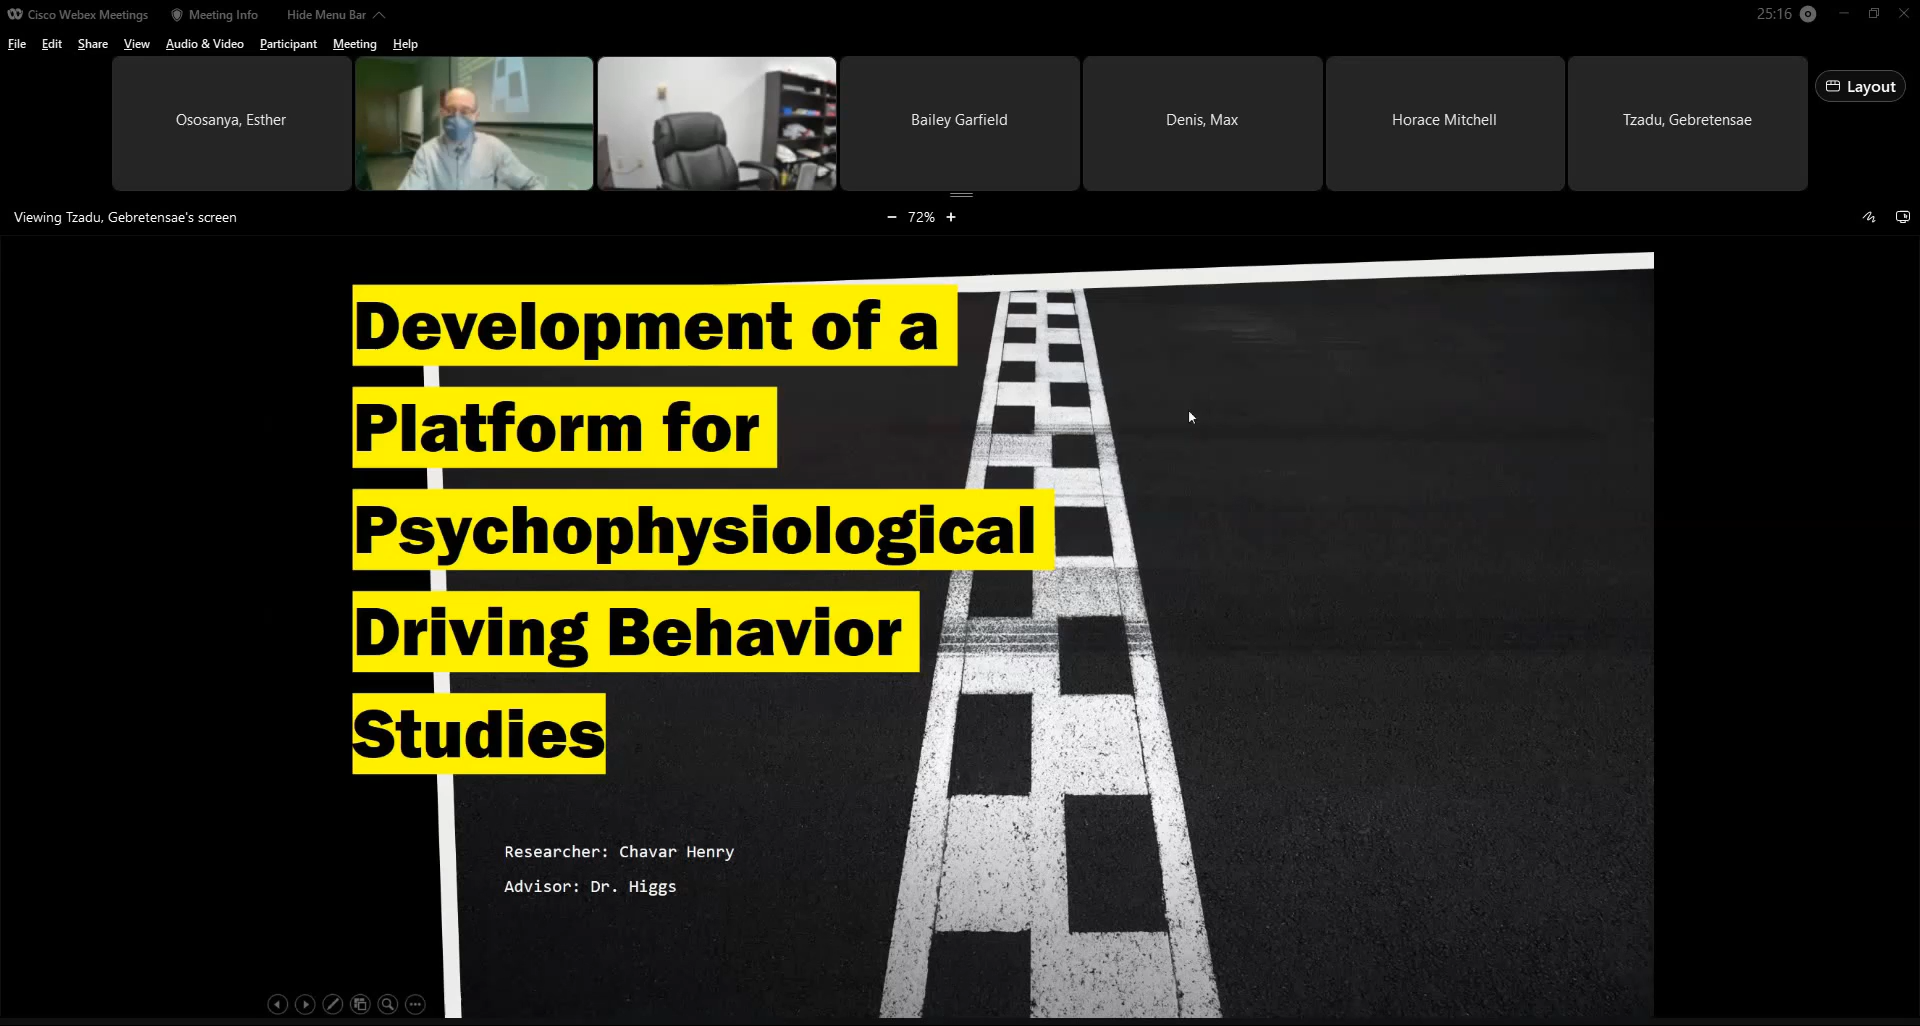 Cisco Webex Meetings Meeting Info Hide Menu Bar 25:16
File Edit Share View Audio & Video Participant Meeting Help
Ososanya, Esther Bailey Garfield Denis, Max Horace Mitchell Tzadu, Gebretensae
Layout
Viewing Tzadu, Gebretensae's screen 72%
Development of a
Platform for
Psychophysiological
Driving Behavior
Studies
Researcher: Chavar Henry
Advisor: Dr. Higgs